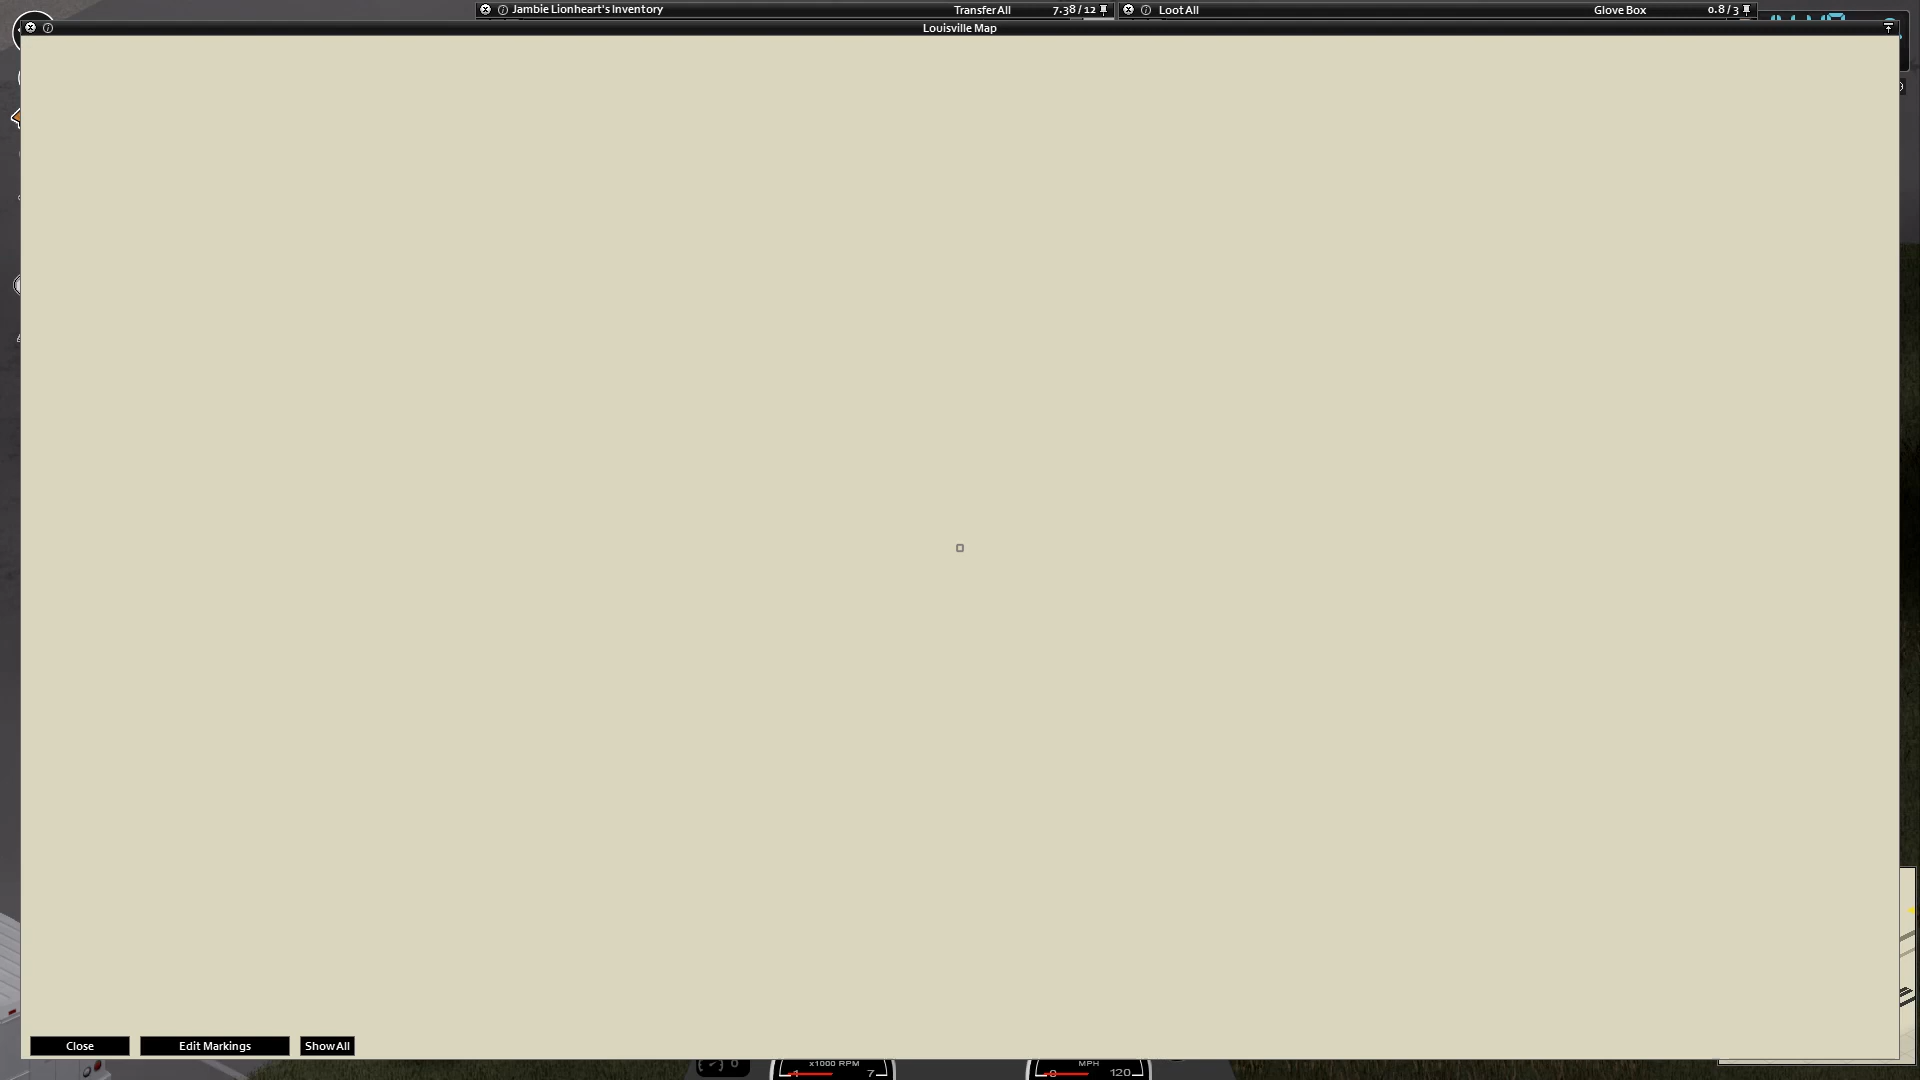 Jambie Lionheart's Inventory Transfer All 7.38 / 12 Loot All Glove Box 0.8 / 3
Louisville Map
Close Edit Markings Show All
0 x1000 RPM 7 MPH 120